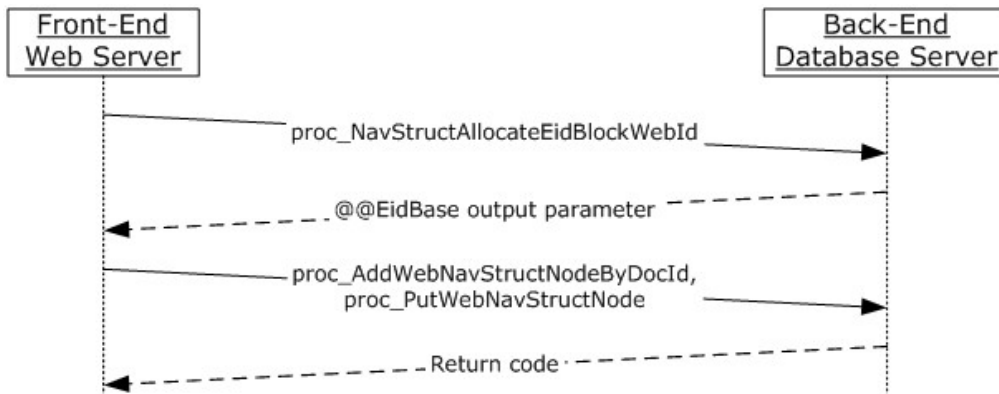 Front-End
Web Server
Back-End
Database Server
proc_NavStructAllocateEidBlockWebId
@@EidBase output parameter
proc_AddWebNavStructNodeByDocId,
proc_PutWebNavStructNode
Return code